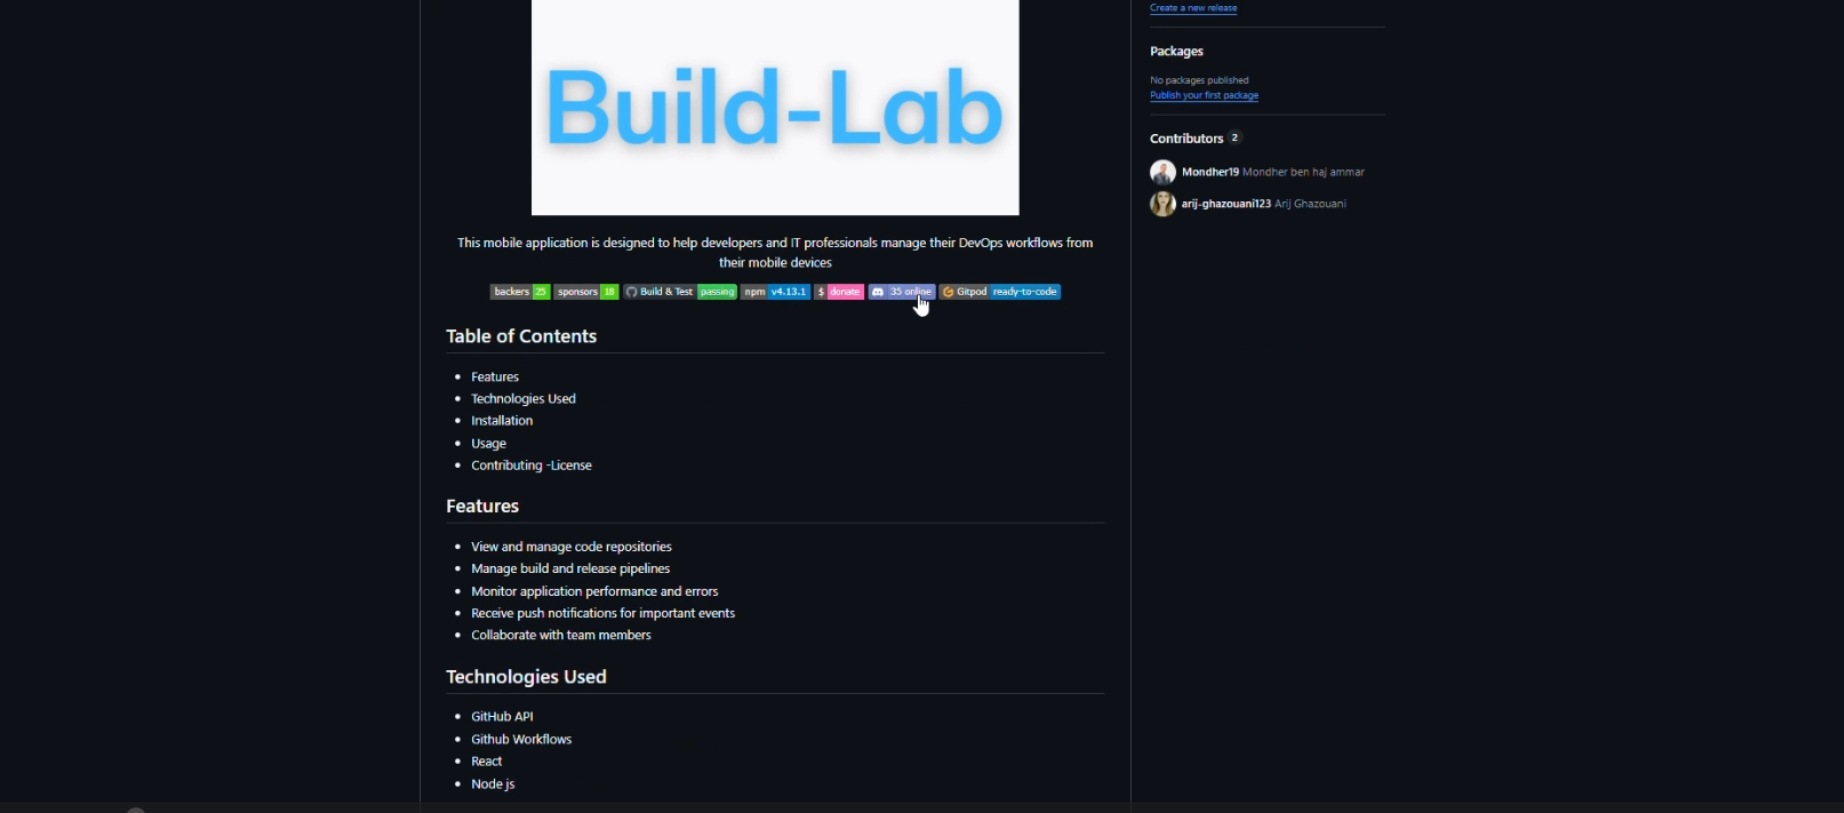 Build-Lab
This mobile application is designed to help developers and IT professionals manage their DevOps workflows from
their mobile devices
backers 25 sponsors 18 Build & Test passing npm v4.13.1 $ donate 35 online Gitpod ready-to-code
Table of Contents
• Features
• Technologies Used
• Installation
• Usage
• Contributing -License
Features
• View and manage code repositories
• Manage build and release pipelines
• Monitor application performance and errors
• Receive push notifications for important events
• Collaborate with team members
Technologies Used
• GitHub API
• Github Workflows
• React
• Node js
Create a new release
Packages
No packages published
Publish your first package
Contributors 2
Mondher19 Mondher ben haj ammar
arij-ghazouani123 Arij Ghazouani